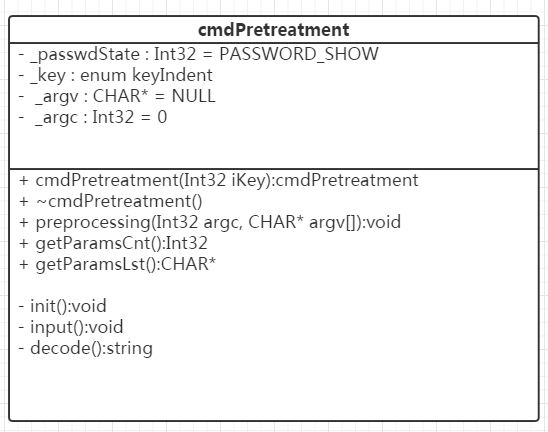 cmdPretreatment
- _passwdState : Int32 = PASSWORD_SHOW
- _key : enum keyIndent
- _argv : CHAR* = NULL
- _argc : Int32 = 0
+ cmdPretreatment(Int32 iKey):cmdPretreatment
+ ~cmdPretreatment()
+ preprocessing(Int32 argc, CHAR* argv[]):void
+ getParamsCnt():Int32
+ getParamsLst():CHAR*
- init():void
- input():void
- decode():string